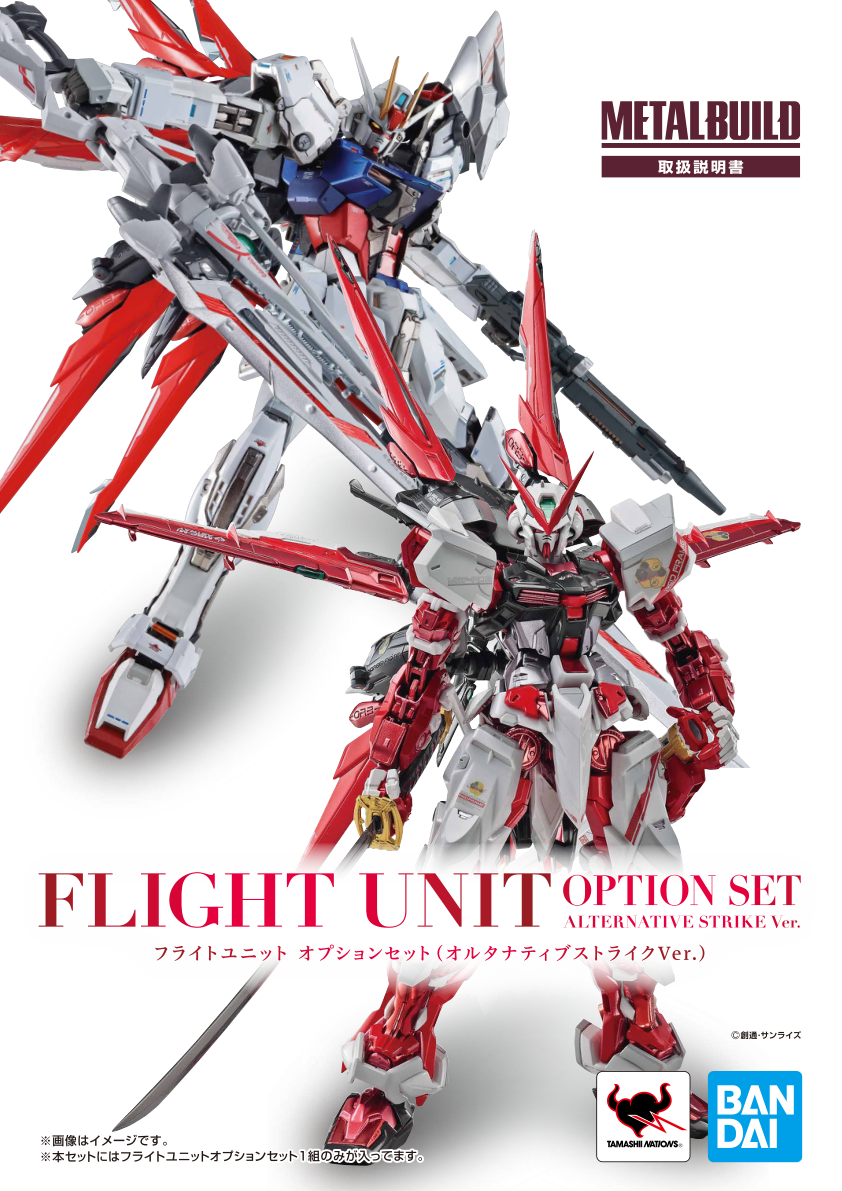 METAL BUILD
取扱説明書
FLIGHT UNIT OPTION SET
ALTERNATIVE STRIKE Ver.
フライトユニット オプションセット（オルタナティブストライクVer.）
©創通・サンライズ
※画像はイメージです。
※本セットにはフライトユニットオプションセット1組のみが入ってます。
TAMASHII NATIONS®
BAN
DAI